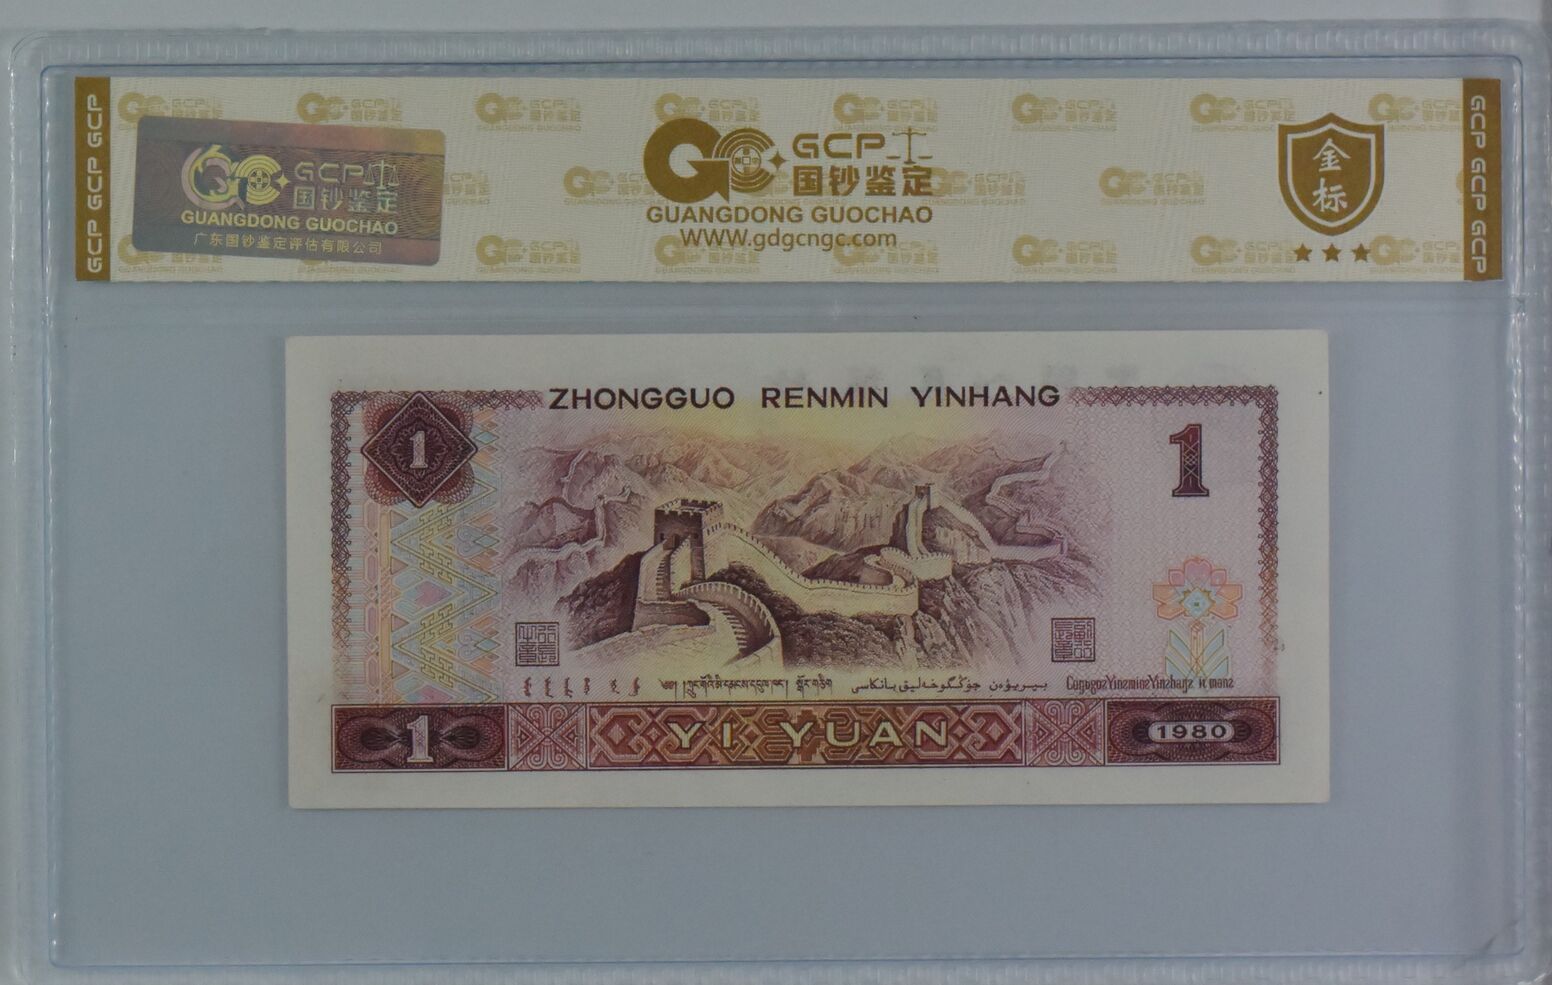 GCP GCP GCP
GCP
国钞鉴定
GUANGDONG GUOCHAO
广东国钞鉴定评估有限公司
GCP
国钞鉴定
GUANGDONG GUOCHAO
WWW.gdgcngc.com
金标
GCP GCP GCP
ZHONGGUO RENMIN YINHANG
1
1
1
YI YUAN
1980